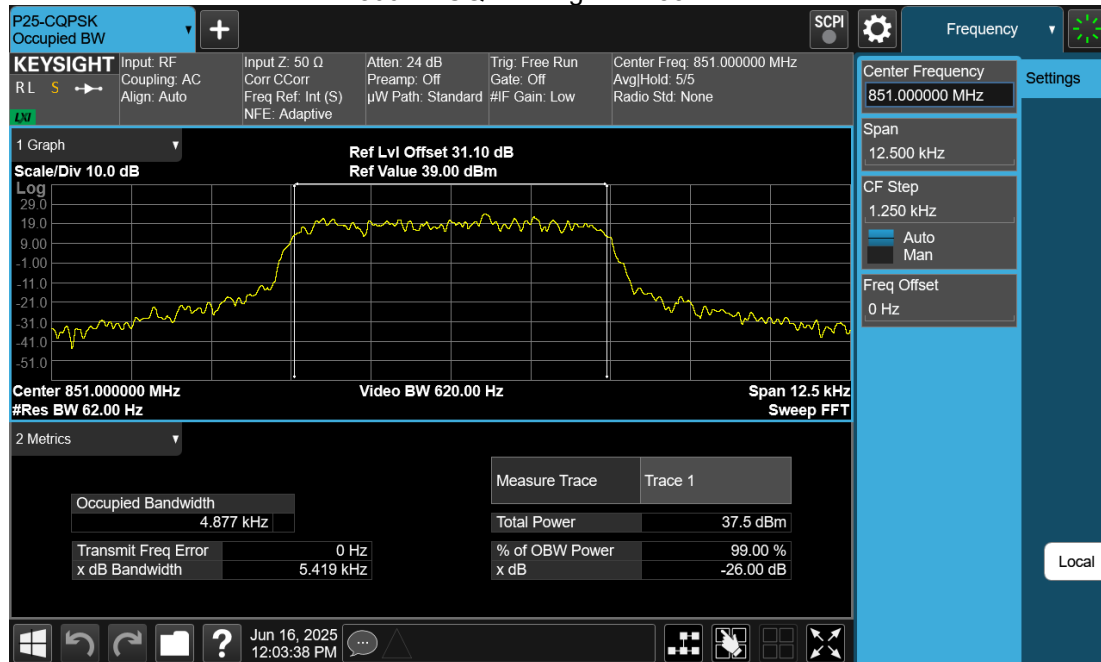 P25-CQPSK
Occupied BW
+
SCPI
Frequency
KEYSIGHT
R L S
LXI
Input: RF
Coupling: AC
Align: Auto
Input Z: 50 Ω
Corr CCorr
Freq Ref: Int (S)
NFE: Adaptive
Atten: 24 dB
Preamp: Off
µW Path: Standard
Trig: Free Run
Gate: Off
#IF Gain: Low
Center Freq: 851.000000 MHz
Avg|Hold: 5/5
Radio Std: None
Center Frequency
851.000000 MHz
Settings
Span
12.500 kHz
CF Step
1.250 kHz
Auto
Man
Freq Offset
0 Hz
1 Graph
Scale/Div 10.0 dB
Ref Lvl Offset 31.10 dB
Ref Value 39.00 dBm
Log
29.0
19.0
9.00
-1.00
-11.0
-21.0
-31.0
-41.0
-51.0
Center 851.000000 MHz
Video BW 620.00 Hz
Span 12.5 kHz
#Res BW 62.00 Hz
Sweep FFT
2 Metrics
Measure Trace
Trace 1
Occupied Bandwidth
4.877 kHz
Total Power
37.5 dBm
Transmit Freq Error
0 Hz
% of OBW Power
99.00 %
x dB Bandwidth
5.419 kHz
x dB
-26.00 dB
Local
?
Jun 16, 2025
12:03:38 PM